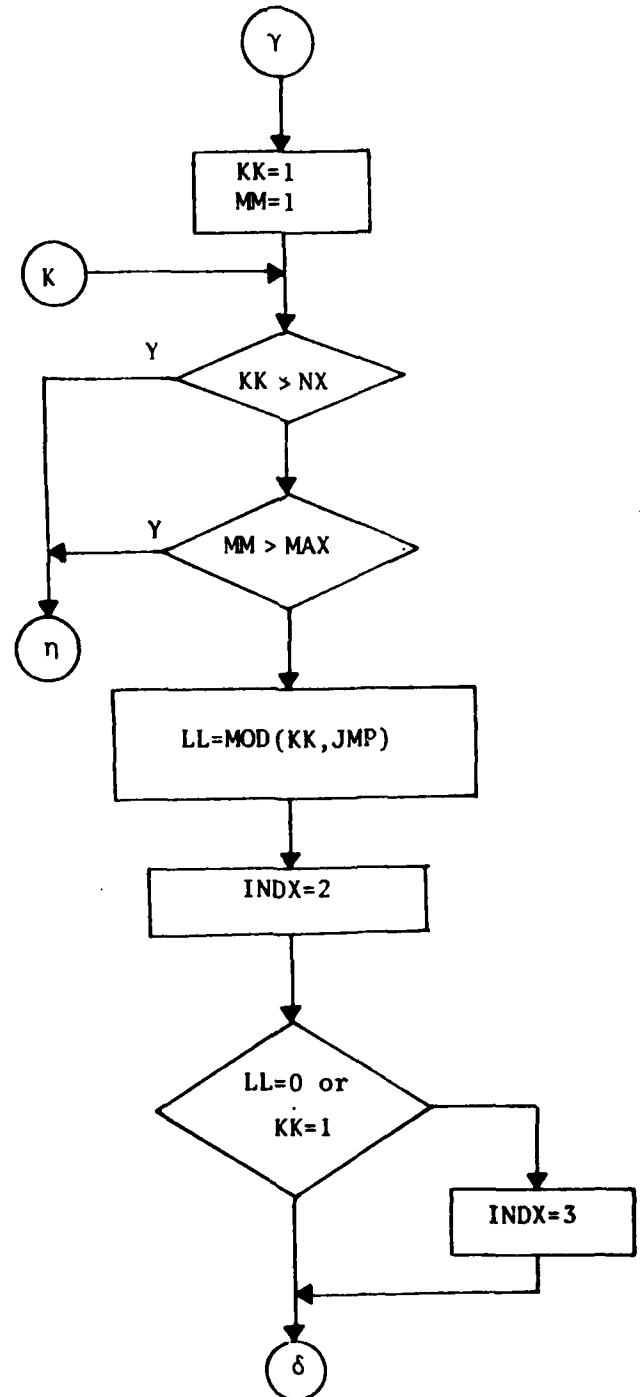 γ
KK=1
MM=1
K
Y
KK > NX
Y
MM > MAX
η
LL=MOD(KK,JMP)
INDX=2
LL=0 or
KK=1
INDX=3
δ